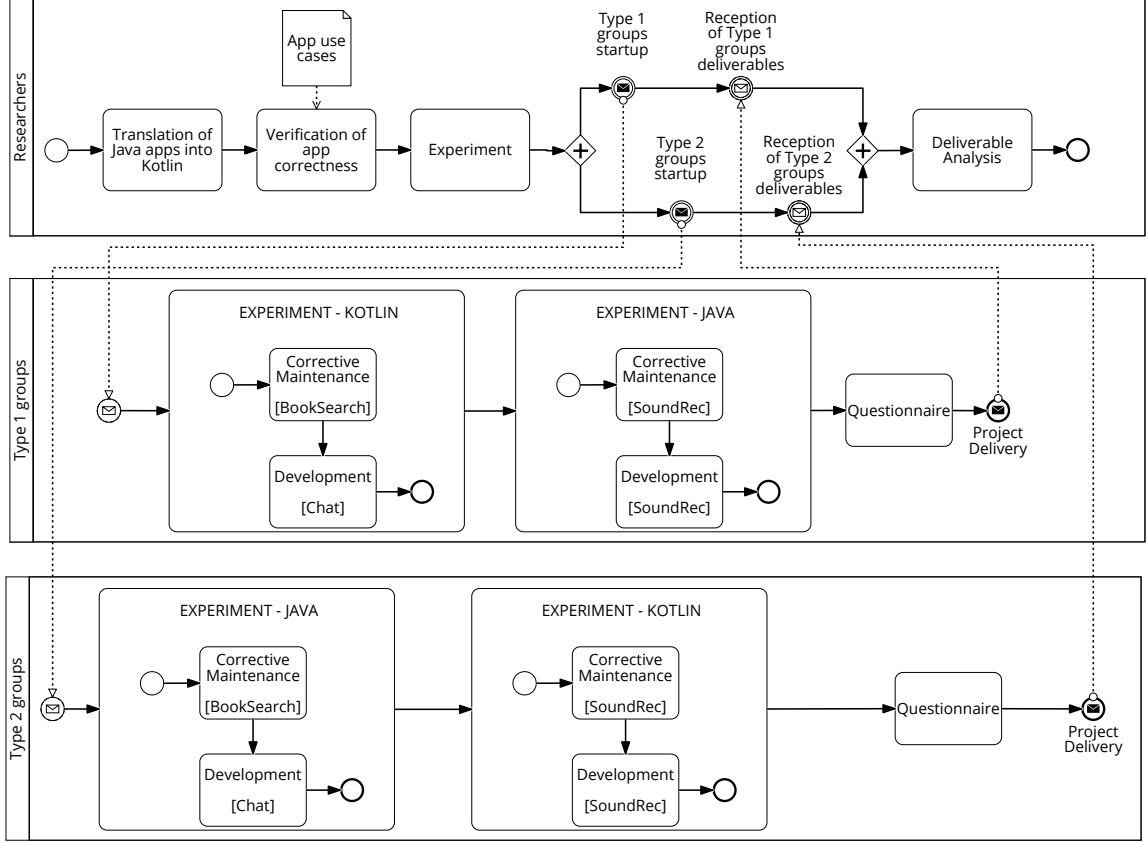 Researchers
App use
cases
Translation of
Java apps into
Kotlin
Verification of
app
correctness
Experiment
Type 1
groups
startup
Reception
of Type 1
groups
deliverables
Type 2
groups
startup
Reception
of Type 2
groups
deliverables
Deliverable
Analysis
Type 1 groups
EXPERIMENT - KOTLIN
Corrective
Maintenance
[BookSearch]
Development
[Chat]
EXPERIMENT - JAVA
Corrective
Maintenance
[SoundRec]
Development
[SoundRec]
Questionnaire
Project
Delivery
Type 2 groups
EXPERIMENT - JAVA
Corrective
Maintenance
[BookSearch]
Development
[Chat]
EXPERIMENT - KOTLIN
Corrective
Maintenance
[SoundRec]
Development
[SoundRec]
Questionnaire
Project
Delivery